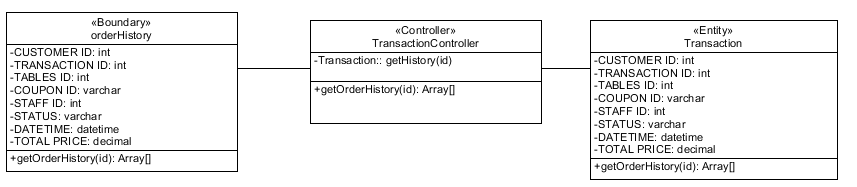 «Boundary»
orderHistory
-CUSTOMER ID: int
-TRANSACTION ID: int
-TABLES ID: int
-COUPON ID: varchar
-STAFF ID: int
-STATUS: varchar
-DATETIME: datetime
-TOTAL PRICE: decimal
+getOrderHistory(id): Array[]
«Controller»
TransactionController
-Transaction:: getHistory(id)
+getOrderHistory(id): Array[]
«Entity»
Transaction
-CUSTOMER ID: int
-TRANSACTION ID: int
-TABLES ID: int
-COUPON ID: varchar
-STAFF ID: int
-STATUS: varchar
-DATETIME: datetime
-TOTAL PRICE: decimal
+getOrderHistory(id): Array[]